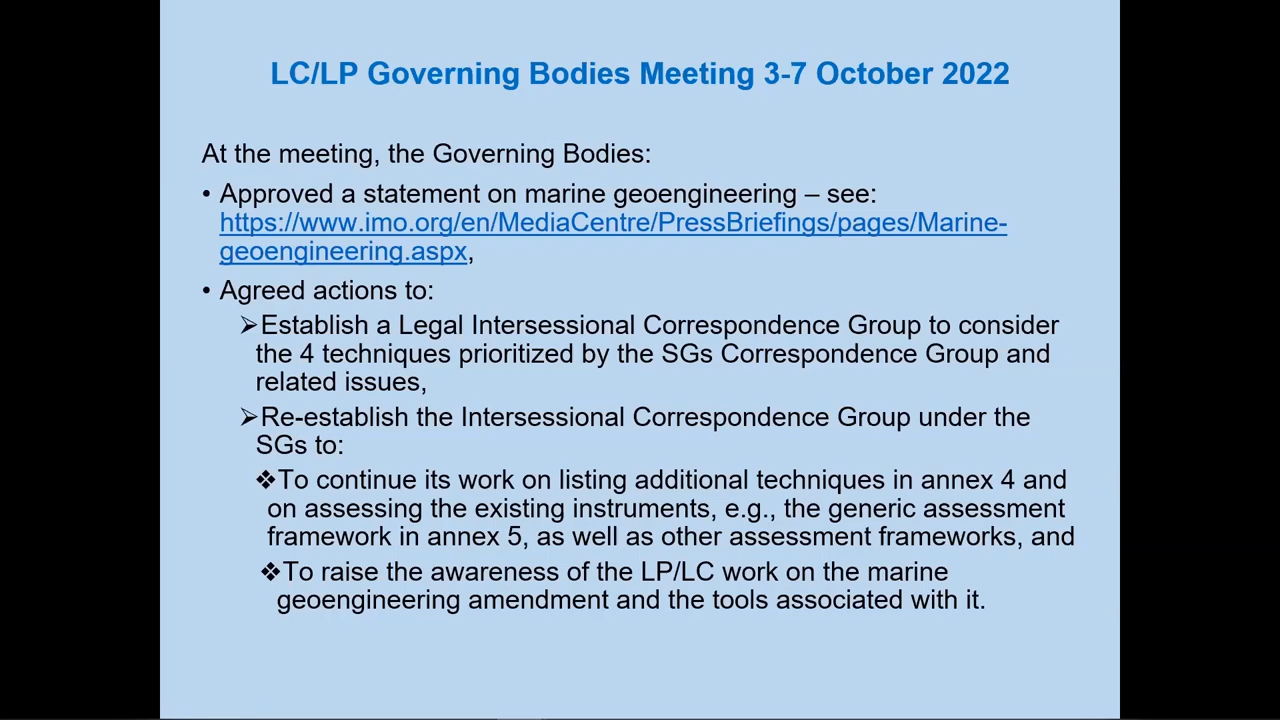 LC/LP Governing Bodies Meeting 3-7 October 2022
At the meeting, the Governing Bodies:
• Approved a statement on marine geoengineering – see:
https://www.imo.org/en/MediaCentre/PressBriefings/pages/Marine-
geoengineering.aspx,
• Agreed actions to:
➢Establish a Legal Intersessional Correspondence Group to consider
the 4 techniques prioritized by the SGs Correspondence Group and
related issues,
➢Re-establish the Intersessional Correspondence Group under the
SGs to:
❖To continue its work on listing additional techniques in annex 4 and
on assessing the existing instruments, e.g., the generic assessment
framework in annex 5, as well as other assessment frameworks, and
❖To raise the awareness of the LP/LC work on the marine
geoengineering amendment and the tools associated with it.